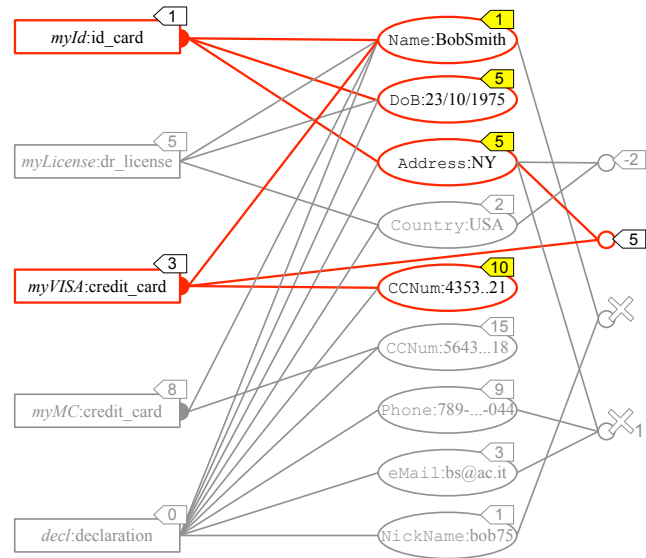 1
myId:id_card
1
Name:BobSmith
5
DoB:23/10/1975
5
myLicense:dr_license
5
Address:NY
-2
2
Country:USA
5
3
myVISA:credit_card
10
CCNum:4353..21
15
CCNum:5643...18
8
myMC:credit_card
9
Phone:789-...-044
1
3
eMail:bs@ac.it
0
decl:declaration
1
NickName:bob75